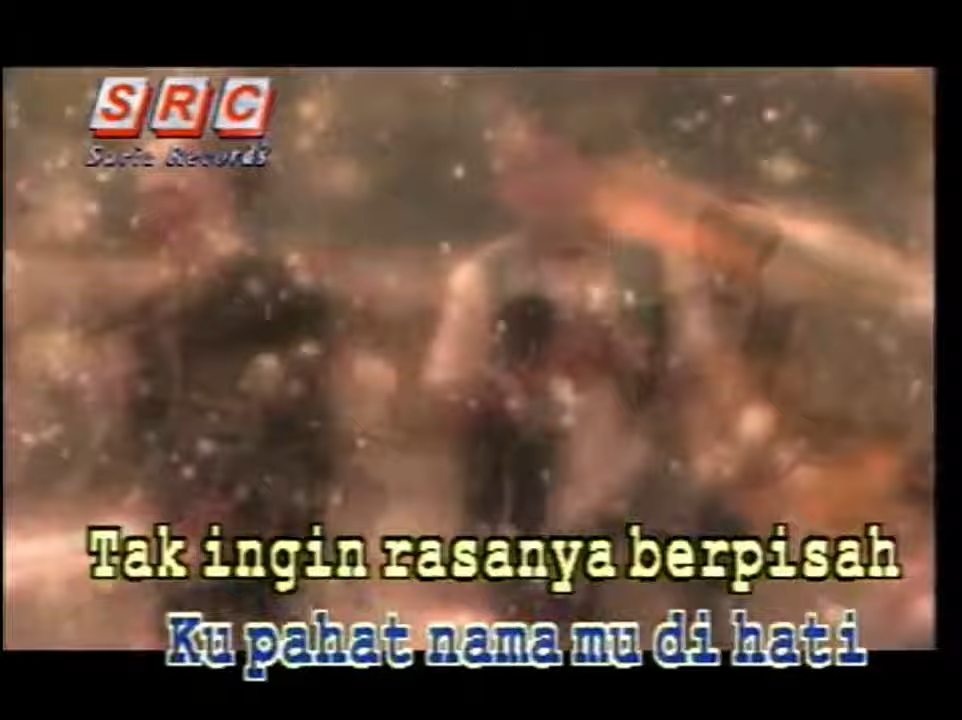 SRC
Suria Records
Tak ingin rasanya berpisah
Ku pahat nama mu di hati